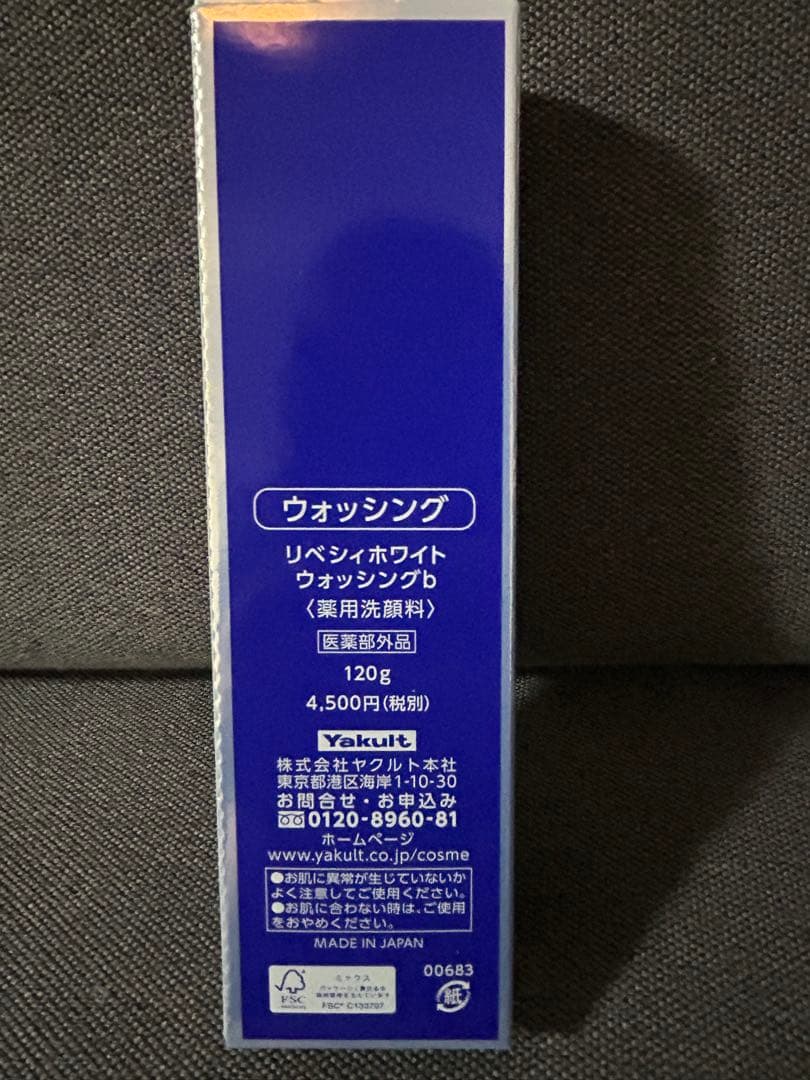 ウォッシング
リベシィホワイト
ウォッシングb
〈薬用洗顔料〉
医薬部外品
120g
4,500円(税別)
Yakult
株式会社ヤクルト本社
東京都港区海岸1-10-30
お問合せ・お申込み
0120-8960-81
ホームページ
www.yakult.co.jp/cosme
●お肌に異常が生じていないか
よく注意してご使用ください。
●お肌に合わない時は、ご使用
をおやめください。
MADE IN JAPAN
00683
ミックス
FSC
紙